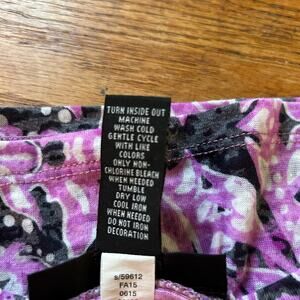 TURN INSIDE OUT
MACHINE
WASH COLD
GENTLE CYCLE
WITH LIKE
COLORS
ONLY NON-
CHLORINE BLEACH
WHEN NEEDED
TUMBLE
DRY LOW
COOL IRON
WHEN NEEDED
DO NOT IRON
DECORATION
s/59612
FA15
0615